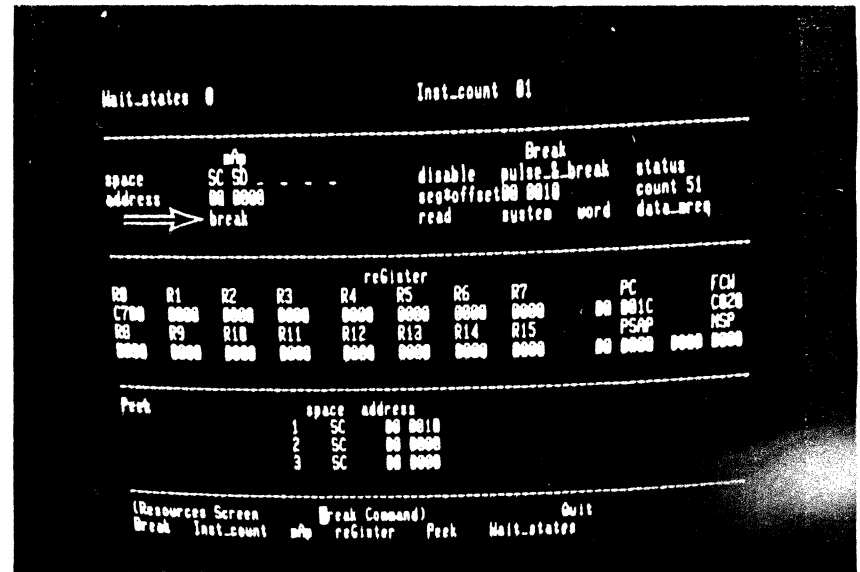 Wait_states 0 Inst_count 01
mAp Break
space SC SD _ _ _ _ disable pulse_&_break status
address 00 0000 seg&offset 00 0010 count 51
break read system word data_mreq
reGister
R0 R1 R2 R3 R4 R5 R6 R7 PC FCW
C700 0000 0000 0000 0000 0000 0000 0000 00 001C C020
R8 R9 R10 R11 R12 R13 R14 R15 PSAP NSP
0000 0000 0000 0000 0000 0000 0000 0000 00 0000 0000 0000
Peek space address
1 SC 00 0010
2 SC 00 0000
3 SC 00 0000
(Resources Screen Break Command) Quit
Break Inst_count mAp reGister Peek Wait_states